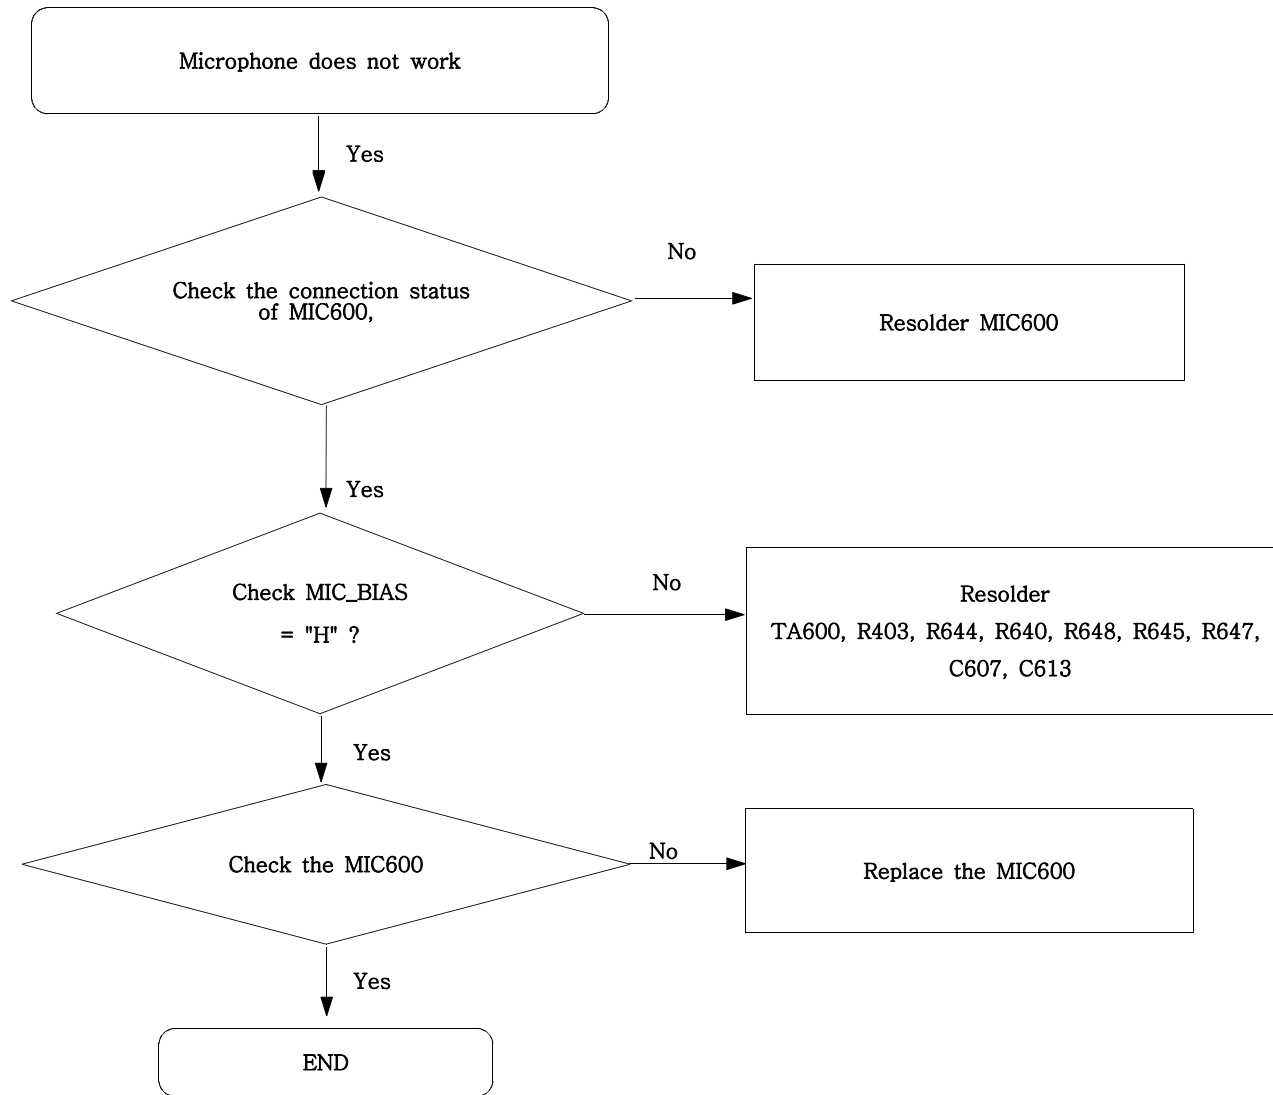 Microphone does not work
Yes
Check the connection status
of MIC600,
No
Resolder MIC600
Yes
Check MIC_BIAS
= "H" ?
No
Resolder
TA600, R403, R644, R640, R648, R645, R647,
C607, C613
Yes
Check the MIC600
No
Replace the MIC600
Yes
END